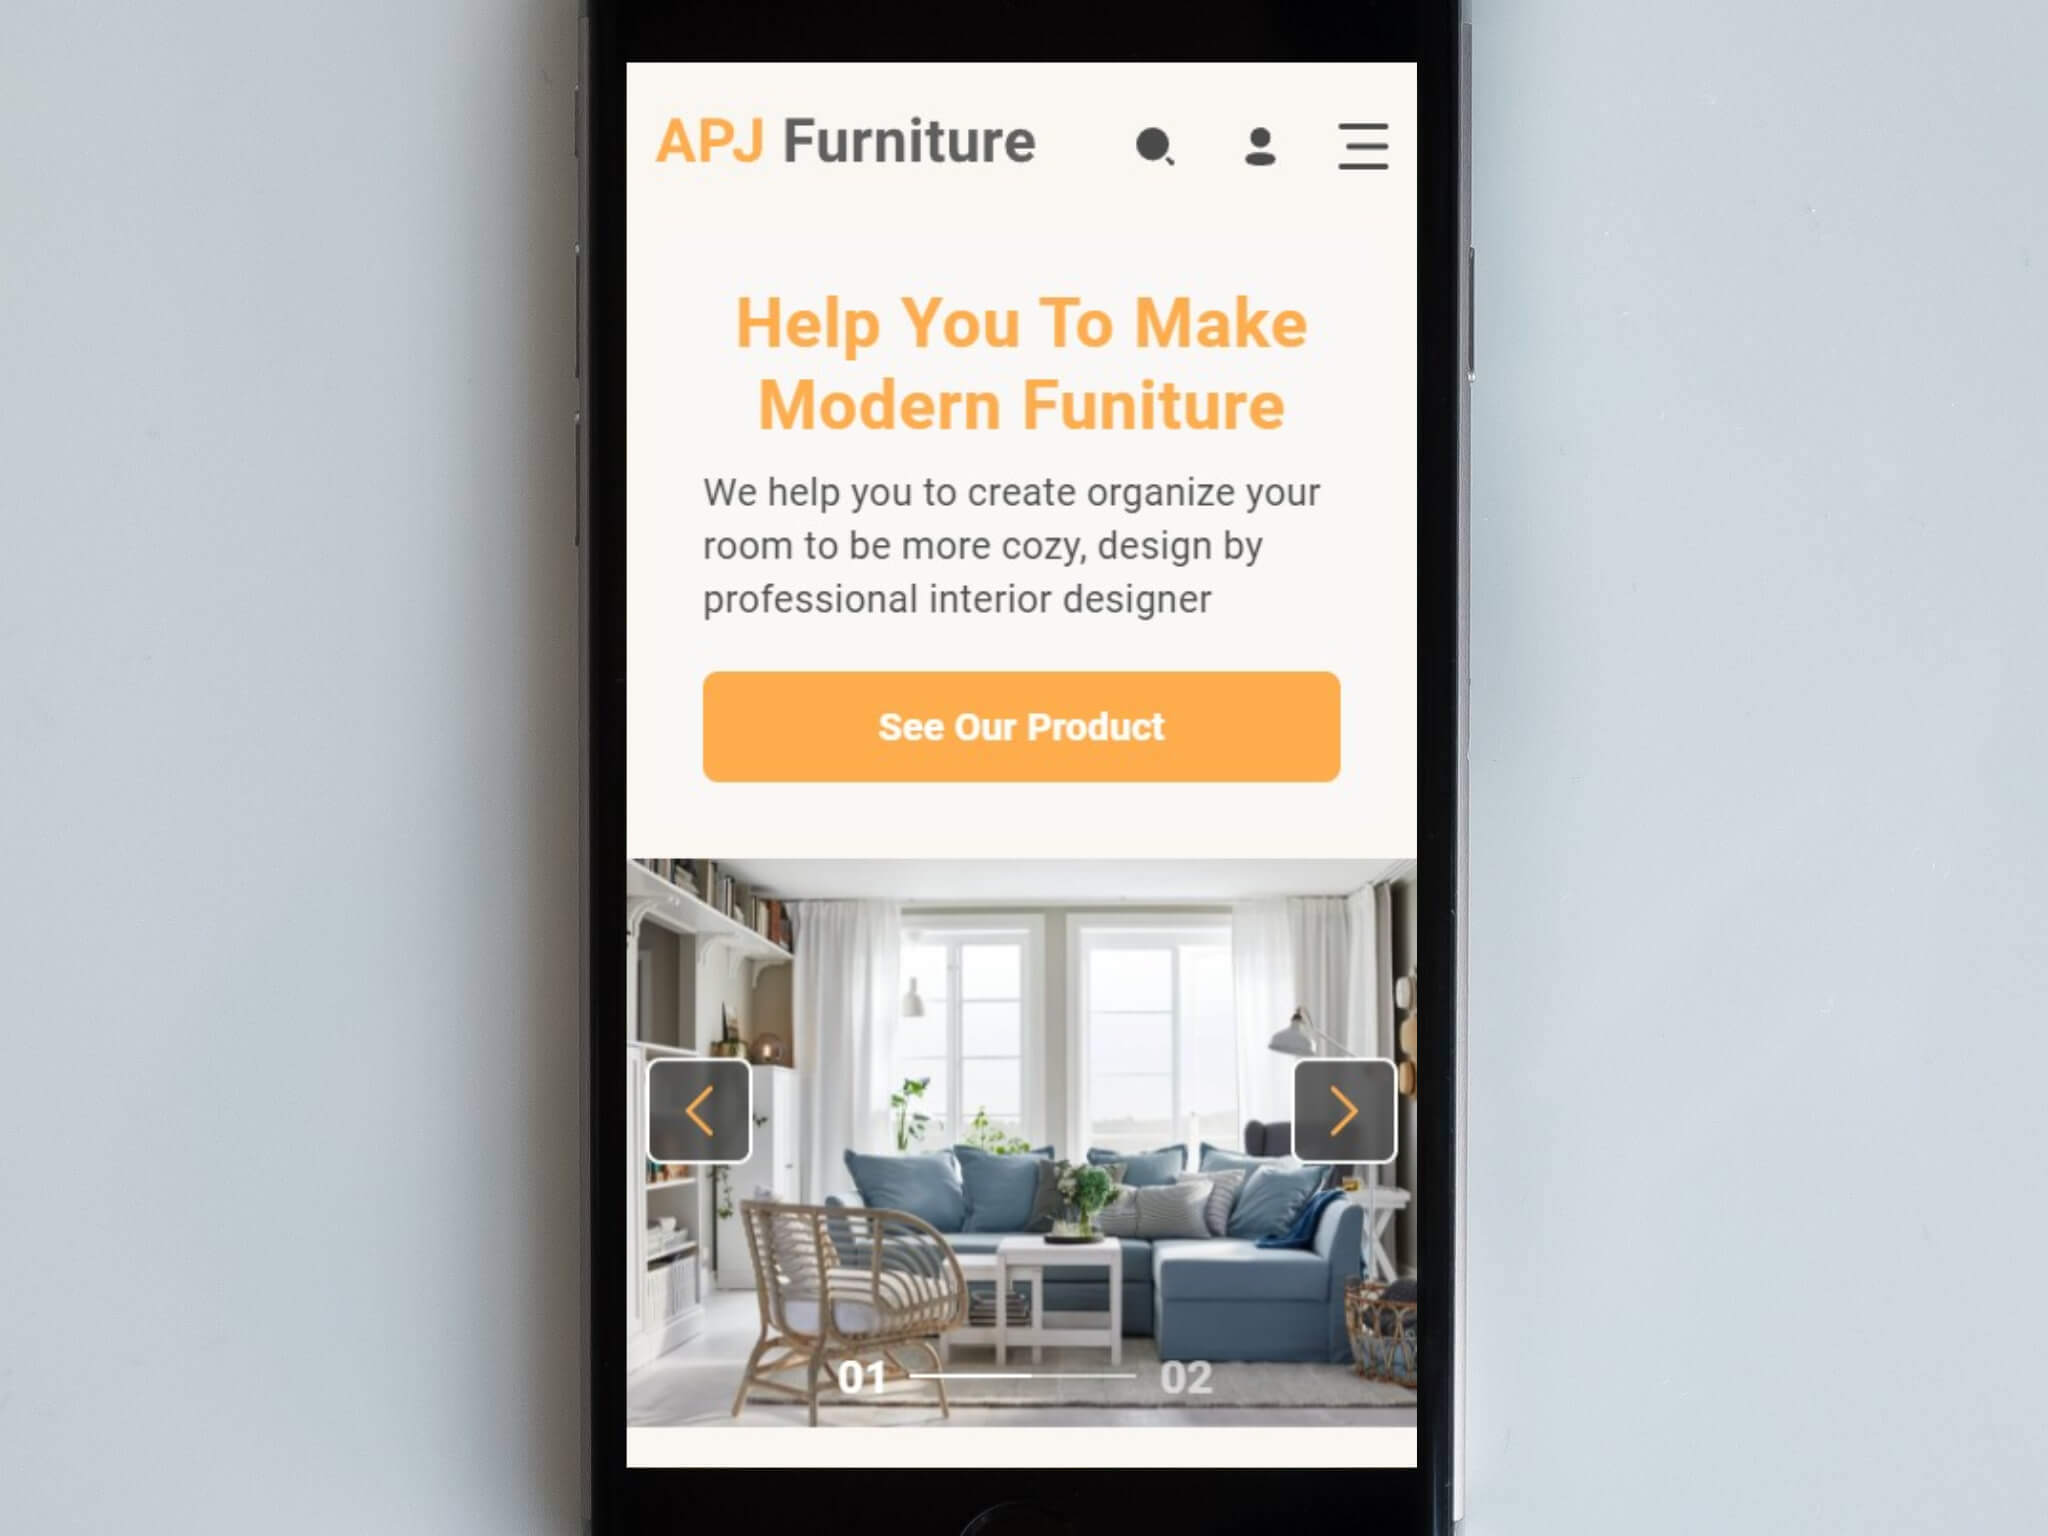 APJ Furniture
Help You To Make
Modern Funiture
We help you to create organize your
room to be more cozy, design by
professional interior designer
See Our Product
01 02